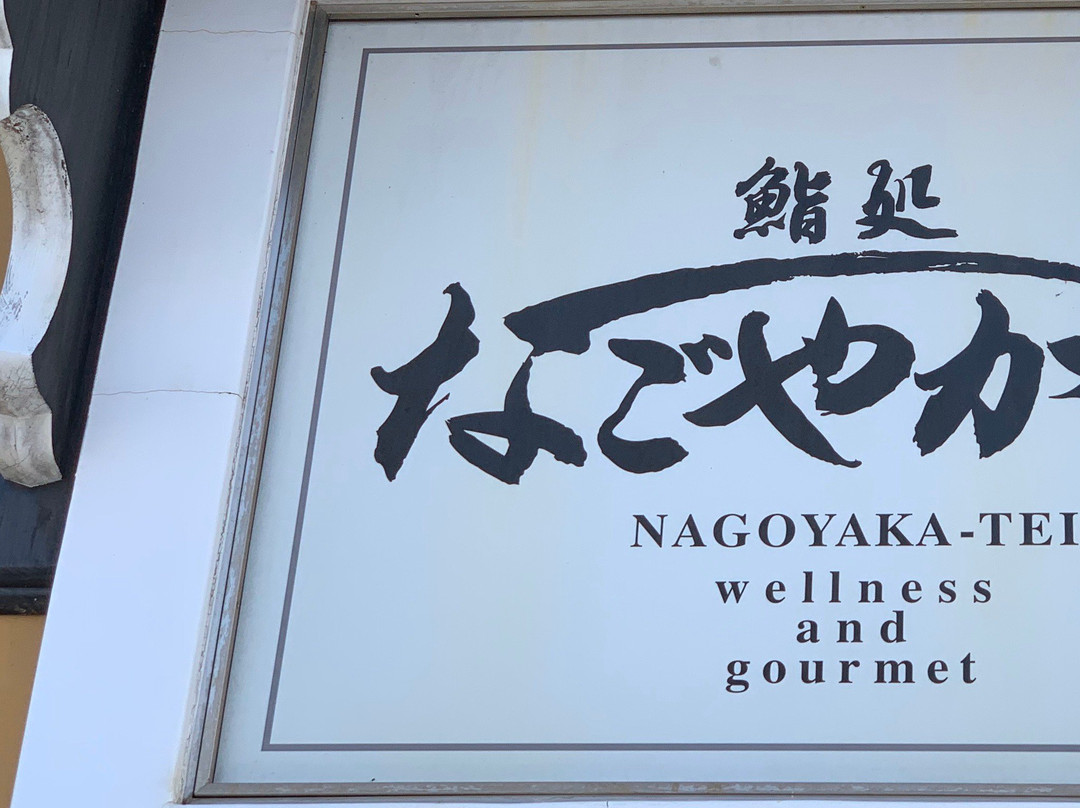 鮨処
なごやか
NAGOYAKA-TEI
wellness
and
gourmet